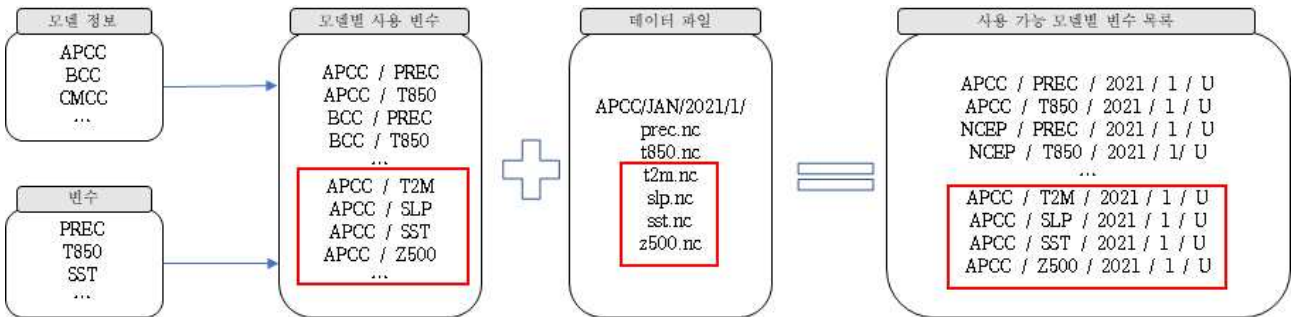 모델 정보
APCC
BCC
CMCC
...
변수
PREC
T850
SST
...
모델별 사용 변수
APCC / PREC
APCC / T850
BCC / PREC
BCC / T850
...
APCC / T2M
APCC / SLP
APCC / SST
APCC / Z500
...
데이터 파일
APCC/JAN/2021/1/
prec.nc
t850.nc
t2m.nc
slp.nc
sst.nc
z500.nc
사용 가능 모델별 변수 목록
APCC / PREC / 2021 / 1 / U
APCC / T850 / 2021 / 1 / U
NCEP / PREC / 2021 / 1 / U
NCEP / T850 / 2021 / 1/ U
...
APCC / T2M / 2021 / 1 / U
APCC / SLP / 2021 / 1 / U
APCC / SST / 2021 / 1 / U
APCC / Z500 / 2021 / 1 / U